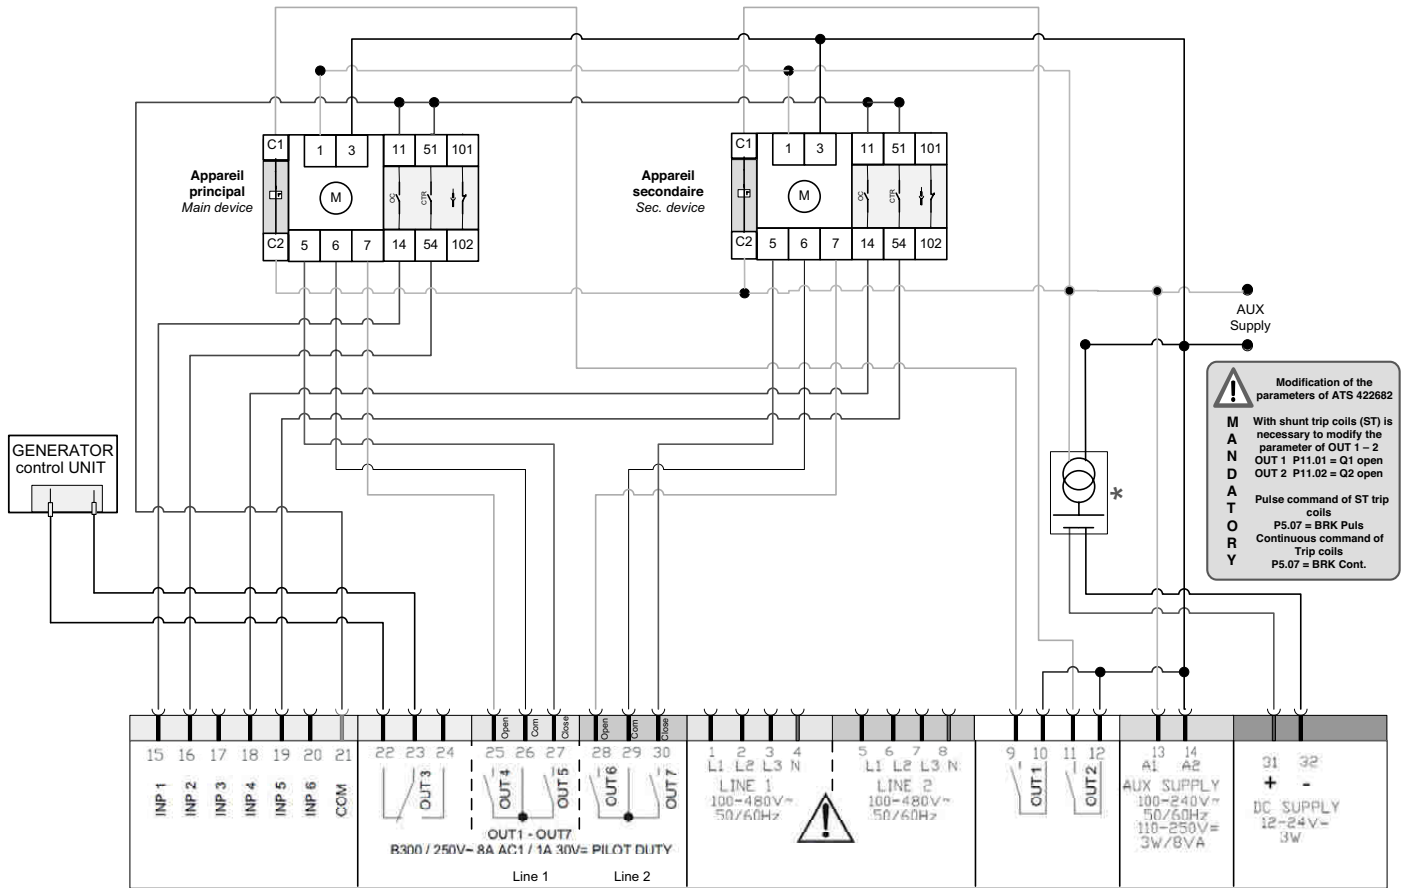 C1
1 3 11 51 101
Appareil
principal
Main device
M
OC
CTR
C2
5 6 7 14 54 102
C1
1 3 11 51 101
Appareil
secondaire
Sec. device
M
OC
CTR
C2
5 6 7 14 54 102
AUX
Supply
Modification of the
parameters of ATS 422682
MANDATORY
With shunt trip coils (ST) is
necessary to modify the
parameter of OUT 1 – 2
OUT 1 P11.01 = Q1 open
OUT 2 P11.02 = Q2 open
Pulse command of ST trip
coils
P5.07 = BRK Puls
Continuous command of
Trip coils
P5.07 = BRK Cont.
GENERATOR
control UNIT
*
Open Com Close Open Com Close
15 16 17 18 19 20 21 22 23 24 25 26 27 28 29 30
INP 1 INP 2 INP 3 INP 4 INP 5 INP 6 COM
OUT 3 OUT 4 OUT 5 OUT 6 OUT 7
OUT1 - OUT7
B300 / 250V~ 8A AC1 / 1A 30V= PILOT DUTY
Line 1 Line 2
1 2 3 4
L1 L2 L3 N
LINE 1
100-480V~
50/60Hz
5 6 7 8
L1 L2 L3 N
LINE 2
100-480V~
50/60Hz
9 10 11 12
OUT 1 OUT 2
13 14
A1 A2
AUX SUPPLY
100-240V~
50/60Hz
110-250V=
3W/8VA
31 32
+ -
DC SUPPLY
12-24V-
3W